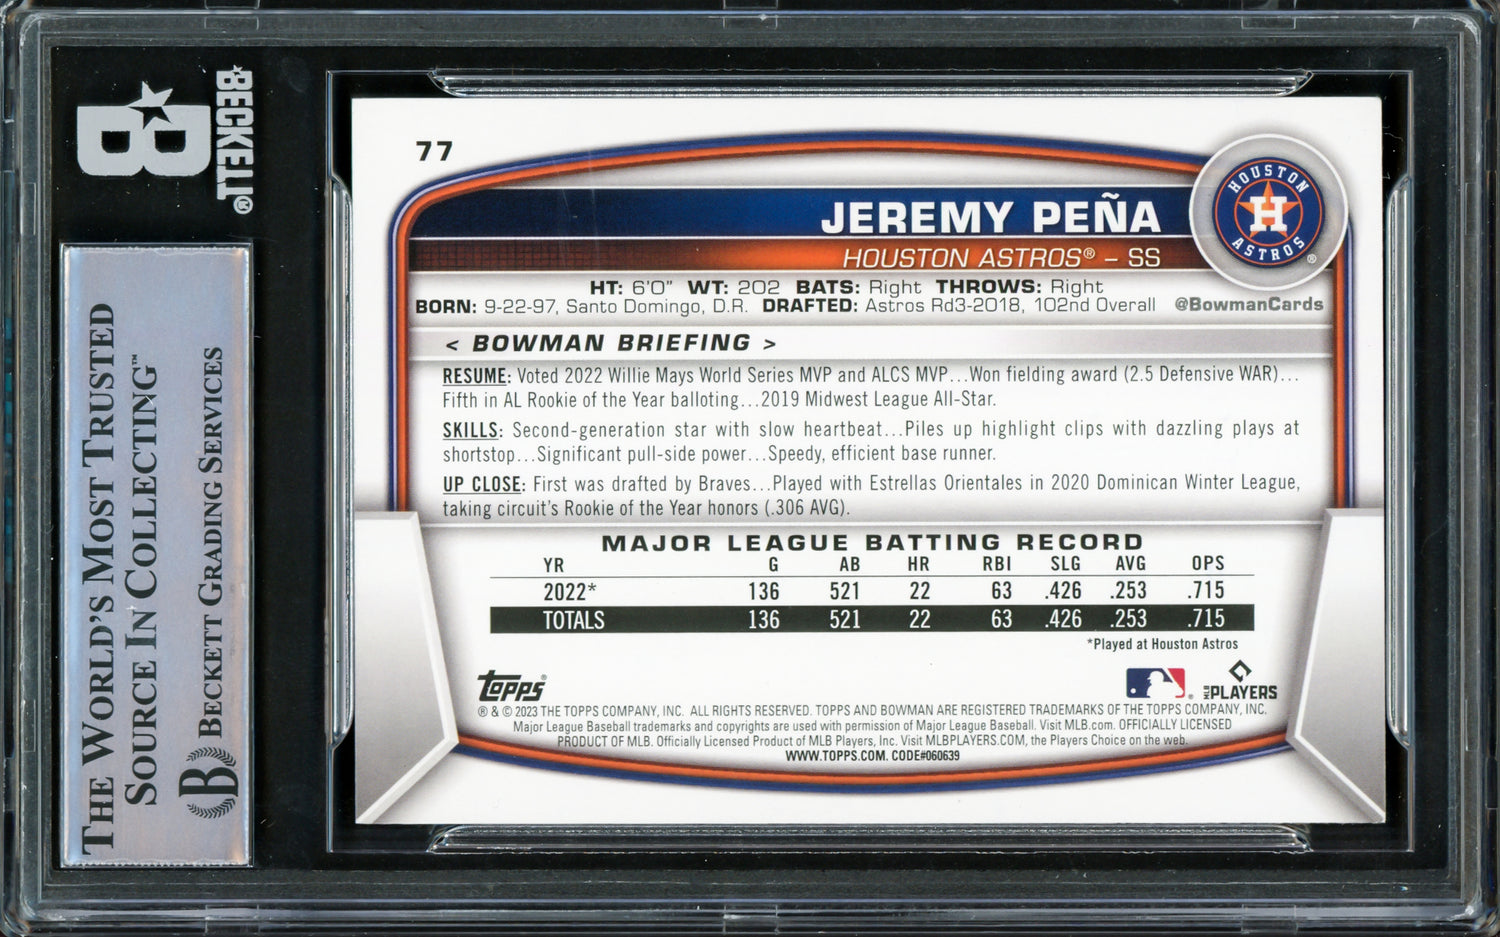 BECKETT®
B
THE WORLD'S MOST TRUSTED
SOURCE IN COLLECTING™
BECKETT GRADING SERVICES
B
77
JEREMY PEÑA
HOUSTON ASTROS® – SS
HOUSTON
H
ASTROS
®
HT: 6'0" WT: 202 BATS: Right THROWS: Right
BORN: 9-22-97, Santo Domingo, D.R. DRAFTED: Astros Rd3-2018, 102nd Overall @BowmanCards
< BOWMAN BRIEFING >
RESUME: Voted 2022 Willie Mays World Series MVP and ALCS MVP...Won fielding award (2.5 Defensive WAR)...
Fifth in AL Rookie of the Year balloting...2019 Midwest League All-Star.
SKILLS: Second-generation star with slow heartbeat...Piles up highlight clips with dazzling plays at
shortstop...Significant pull-side power...Speedy, efficient base runner.
UP CLOSE: First was drafted by Braves...Played with Estrellas Orientales in 2020 Dominican Winter League,
taking circuit's Rookie of the Year honors (.306 AVG).
MAJOR LEAGUE BATTING RECORD
YR G AB HR RBI SLG AVG OPS
2022* 136 521 22 63 .426 .253 .715
TOTALS 136 521 22 63 .426 .253 .715
*Played at Houston Astros
Topps®
®
MLB PLAYERS
® & © 2023 THE TOPPS COMPANY, INC. ALL RIGHTS RESERVED. TOPPS AND BOWMAN ARE REGISTERED TRADEMARKS OF THE TOPPS COMPANY, INC.
Major League Baseball trademarks and copyrights are used with permission of Major League Baseball. Visit MLB.com. OFFICIALLY LICENSED
PRODUCT OF MLB. Officially Licensed Product of MLB Players, Inc. Visit MLBPLAYERS.COM, the Players Choice on the web.
WWW.TOPPS.COM. CODE#060639